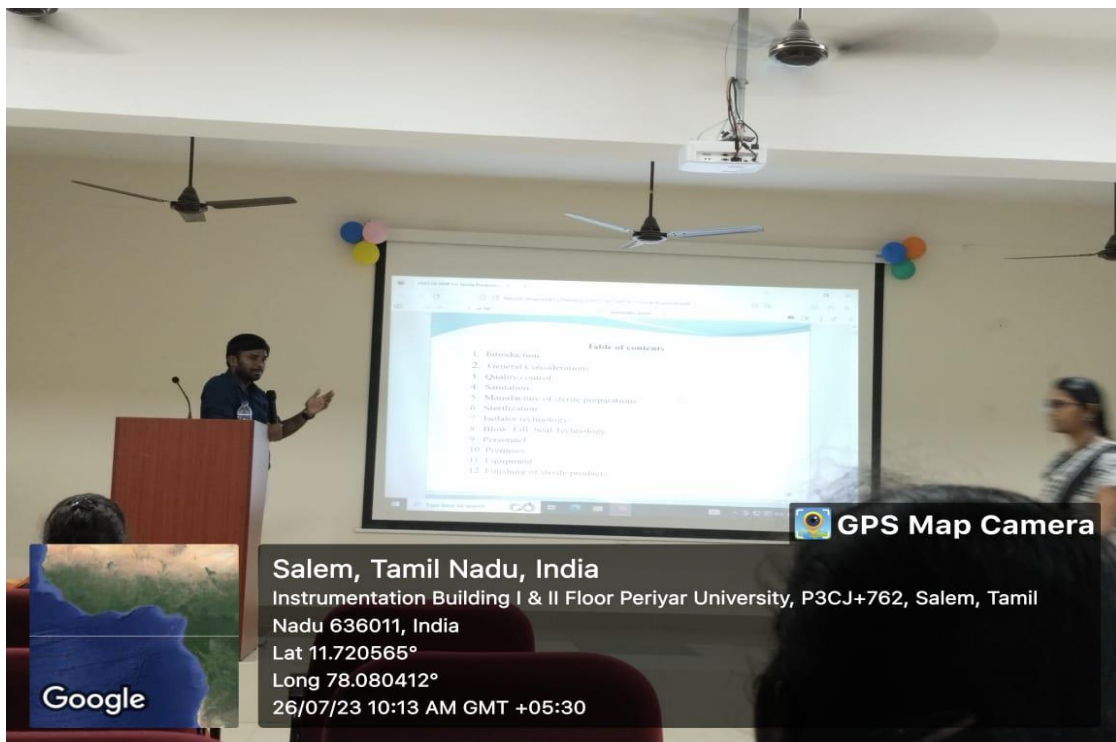 Table of contents
1. Introduction
2. General Considerations
3. Quality control
4. Sanitation
5. Manufacture of sterile preparations
6. Sterilization
7. Isolator technology
8. Blow- Fill- Seal technology
9. Personnel
10. Premises
11. Equipment
12. Finishing of sterile products
GPS Map Camera
Salem, Tamil Nadu, India
Instrumentation Building I & II Floor Periyar University, P3CJ+762, Salem, Tamil
Nadu 636011, India
Lat 11.720565°
Long 78.080412°
26/07/23 10:13 AM GMT +05:30
Google